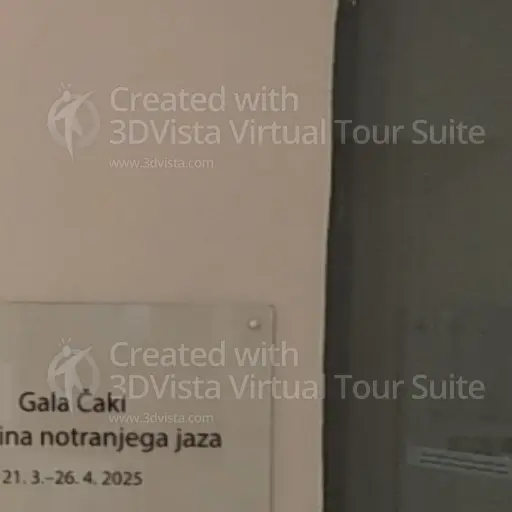 Created with
3DVista Virtual Tour Suite
www.3dvista.com
Created with
3DVista Virtual Tour Suite
www.3dvista.com
Gala Čaki
ina notranjega jaza
21. 3.–26. 4. 2025